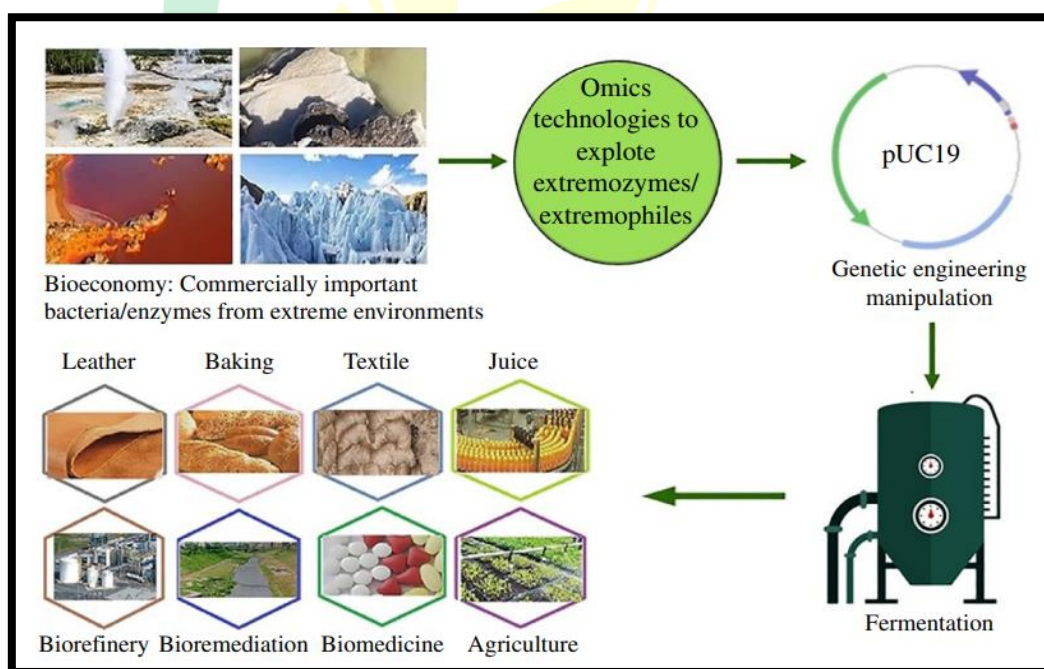 Omics
technologies to
explote
extremozymes/
extremophiles
pUC19
Genetic engineering
manipulation
Bioeconomy: Commercially important
bacteria/enzymes from extreme environments
Leather
Baking
Textile
Juice
Biorefinery
Bioremediation
Biomedicine
Agriculture
Fermentation